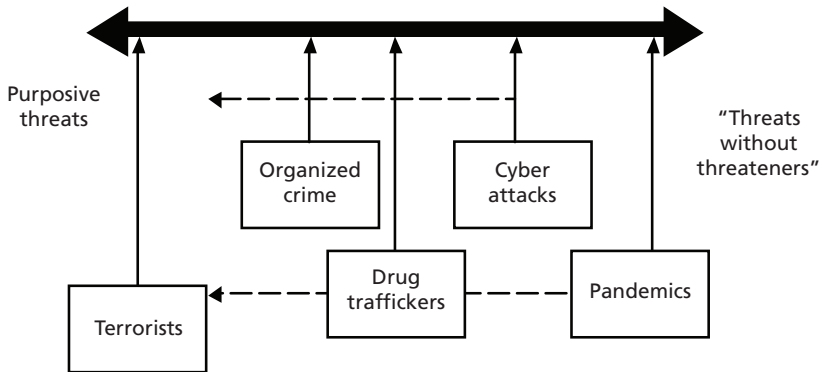 Purposive
threats
“Threats
without
threateners”
Organized
crime
Cyber
attacks
Drug
traffickers
Pandemics
Terrorists